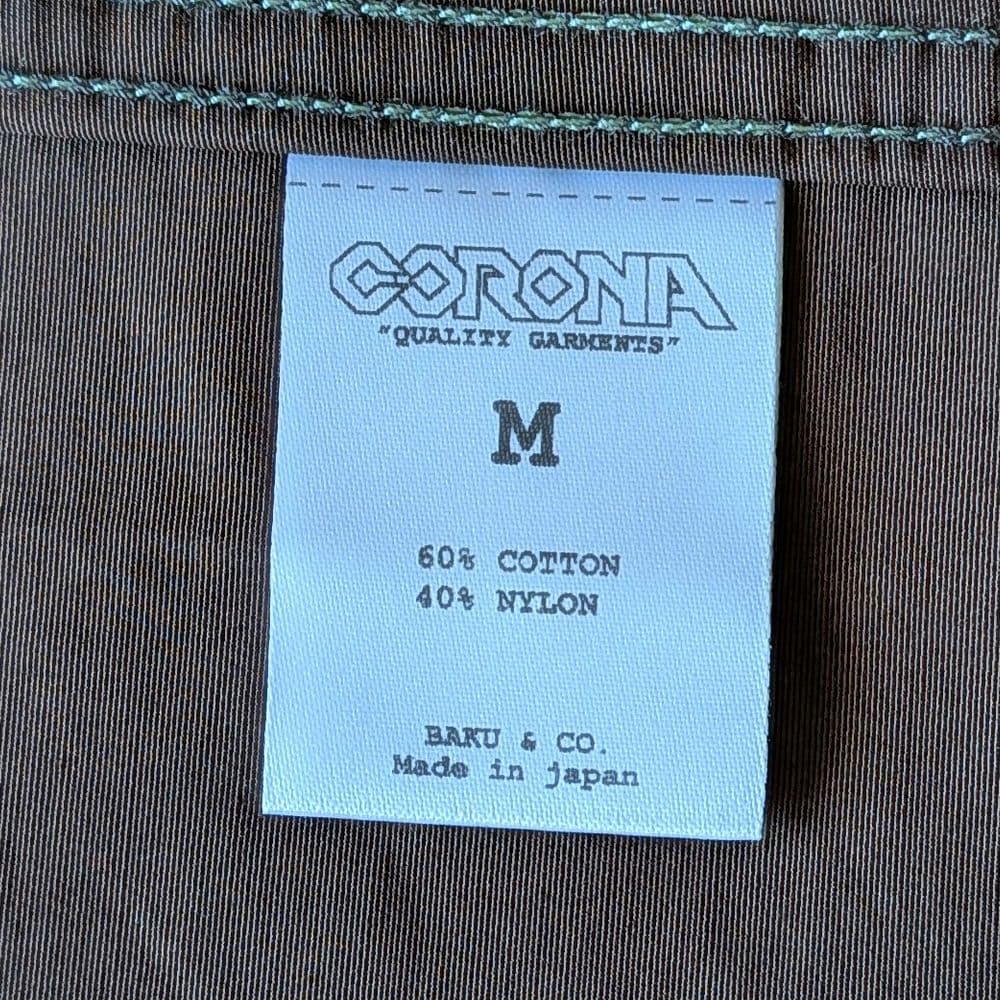 CORONA
"QUALITY GARMENTS"
M
60% COTTON
40% NYLON
BAKU & CO.
Made in japan